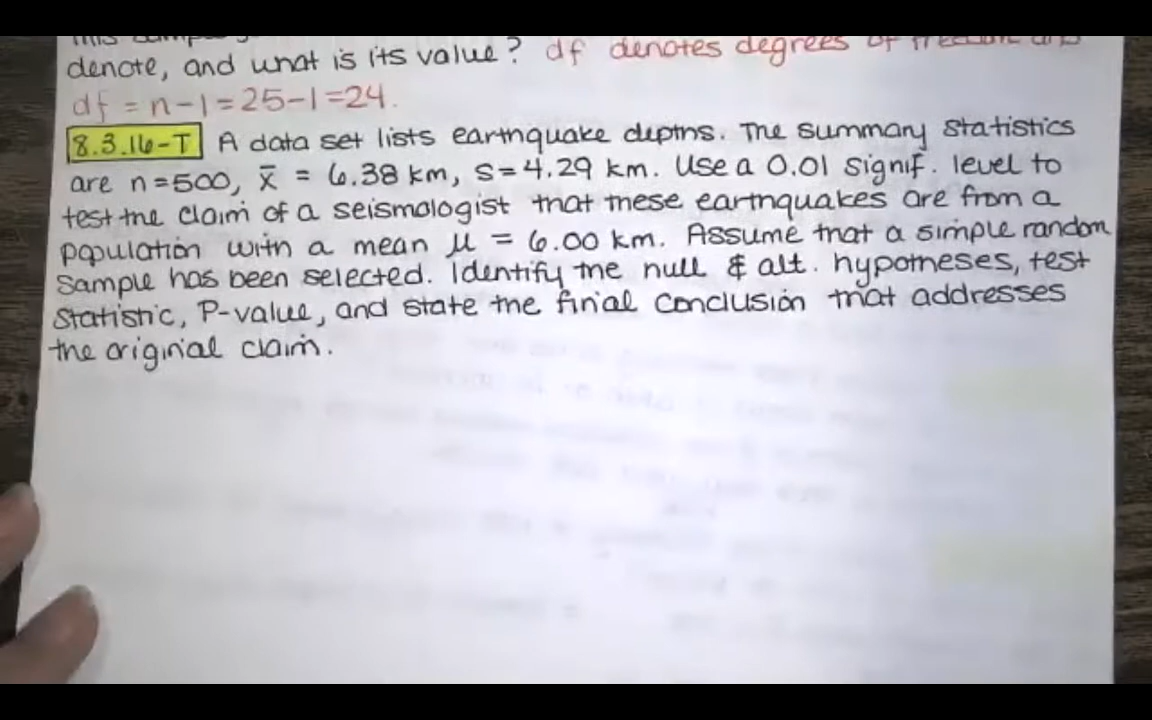 denote, and what is its value? df denotes degrees of
df = n-1 = 25-1 = 24.
8.3.16-T A data set lists earthquake depths. The summary statistics
are n=500, x̄ = 6.38 km, s=4.29 km. Use a 0.01 signif. level to
test the claim of a seismologist that these earthquakes are from a
population with a mean μ = 6.00 km. Assume that a simple random
sample has been selected. Identify the null & alt. hypotheses, test
statistic, P-value, and state the final conclusion that addresses
the original claim.